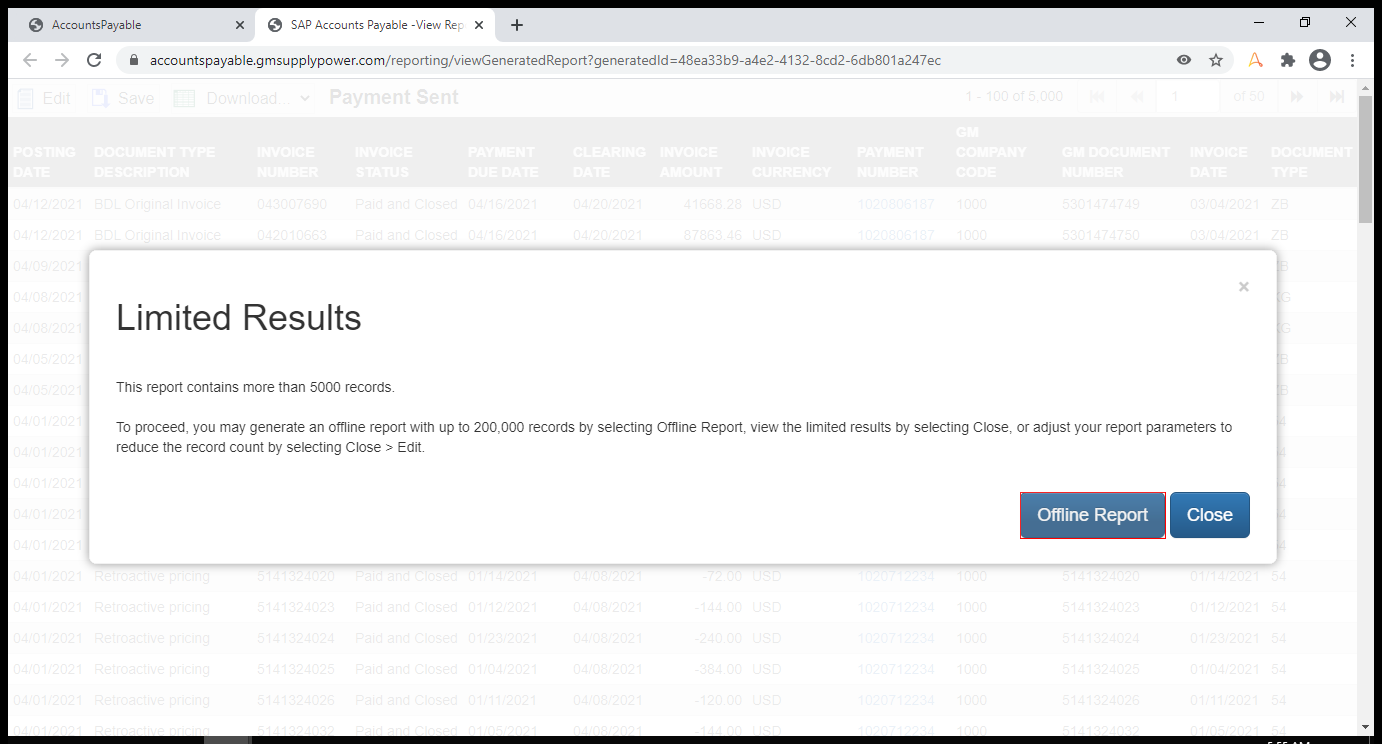 AccountsPayable
SAP Accounts Payable -View Rep
accountspayable.gmsupplypower.com/reporting/viewGeneratedReport?generatedId=48ea33b9-a4e2-4132-8cd2-6db801a247ec
Edit Save Download... Payment Sent 1 - 100 of 5,000 1 of 50
POSTING DATE DOCUMENT TYPE DESCRIPTION INVOICE NUMBER INVOICE STATUS PAYMENT DUE DATE CLEARING DATE INVOICE AMOUNT INVOICE CURRENCY PAYMENT NUMBER GM COMPANY CODE GM DOCUMENT NUMBER INVOICE DATE DOCUMENT TYPE
04/12/2021 BDL Original Invoice 043007690 Paid and Closed 04/16/2021 04/20/2021 41668.28 USD 1020806187 1000 5301474749 03/04/2021 ZB
04/12/2021 BDL Original Invoice 042010663 Paid and Closed 04/16/2021 04/20/2021 87863.46 USD 1020806187 1000 5301474750 03/04/2021 ZB
04/09/2021
04/08/2021
04/08/2021
04/05/2021
04/05/2021
04/01/2021
04/01/2021
04/01/2021
04/01/2021
04/01/2021
×
Limited Results
This report contains more than 5000 records.
To proceed, you may generate an offline report with up to 200,000 records by selecting Offline Report, view the limited results by selecting Close, or adjust your report parameters to
reduce the record count by selecting Close > Edit.
Offline Report Close
04/01/2021 Retroactive pricing 5141324020 Paid and Closed 01/14/2021 04/08/2021 -72.00 USD 1020712234 1000 5141324020 01/14/2021 54
04/01/2021 Retroactive pricing 5141324023 Paid and Closed 01/12/2021 04/08/2021 -144.00 USD 1020712234 1000 5141324023 01/12/2021 54
04/01/2021 Retroactive pricing 5141324024 Paid and Closed 01/23/2021 04/08/2021 -240.00 USD 1020712234 1000 5141324024 01/23/2021 54
04/01/2021 Retroactive pricing 5141324025 Paid and Closed 01/04/2021 04/08/2021 -384.00 USD 1020712234 1000 5141324025 01/04/2021 54
04/01/2021 Retroactive pricing 5141324026 Paid and Closed 01/11/2021 04/08/2021 -120.00 USD 1020712234 1000 5141324026 01/11/2021 54
04/01/2021 Retroactive pricing 5141324032 Paid and Closed 01/05/2021 04/08/2021 -144.00 USD 1020712234 1000 5141324032 01/05/2021 54